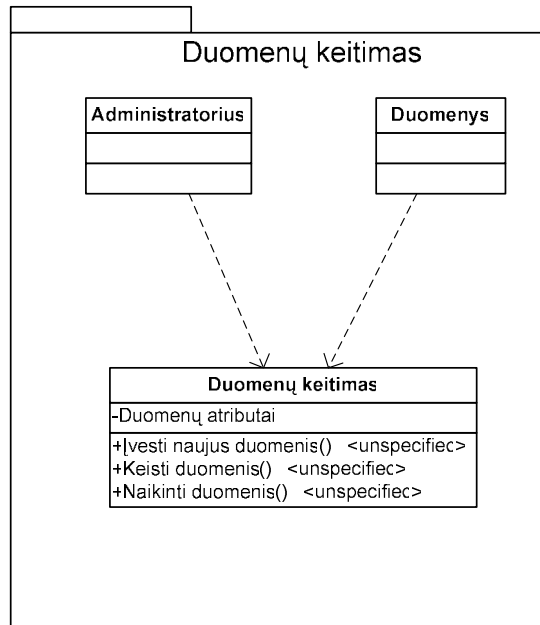 Duomenų keitimas
Administratorius
Duomenys
Duomenų keitimas
-Duomenų atributai
+Įvesti naujus duomenis() <unspecifiec>
+Keisti duomenis() <unspecifiec>
+Naikinti duomenis() <unspecifiec>